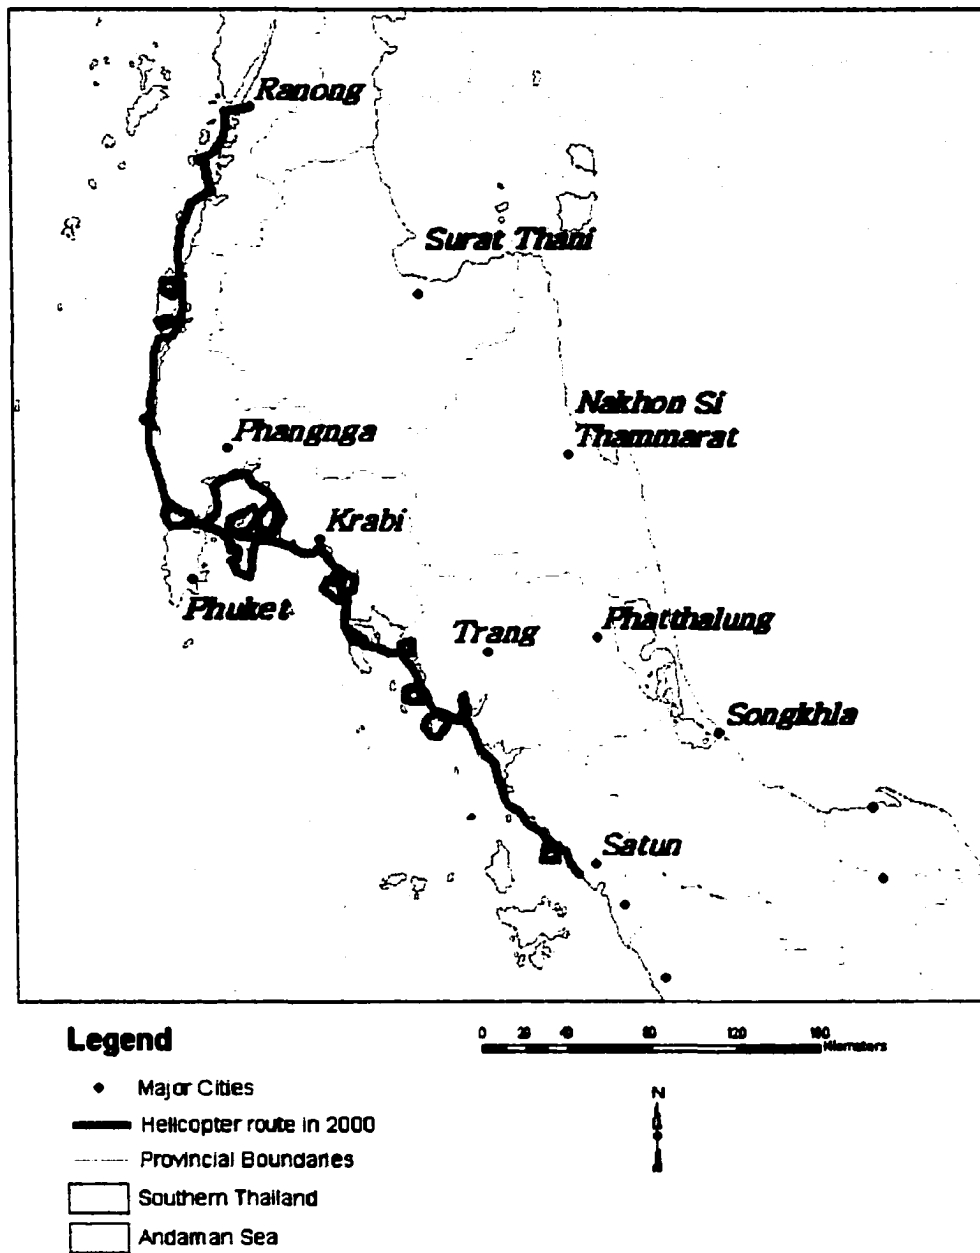 Ranong
Surat Thani
Nakhon Si
Thammarat
Phangnga
Krabi
Phuket
Trang
Phatthalung
Songkhla
Satun
Legend
0 20 40 80 120 160
Kilometers
Major Cities
Helicopter route in 2000
Provincial Boundaries
Southern Thailand
Andaman Sea
N